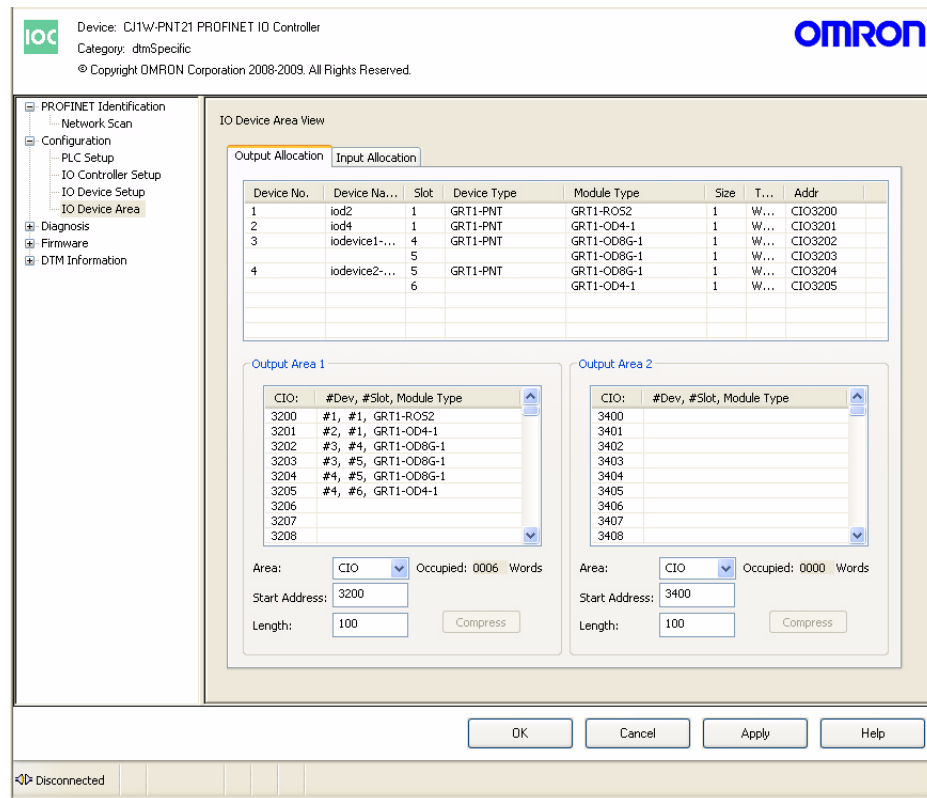 IOC
Device: CJ1W-PNT21 PROFINET IO Controller
Category: dtmSpecific
© Copyright OMRON Corporation 2008-2009. All Rights Reserved.
OMRON
PROFINET Identification
Network Scan
Configuration
PLC Setup
IO Controller Setup
IO Device Setup
IO Device Area
Diagnosis
Firmware
DTM Information
IO Device Area View
Output Allocation Input Allocation
Device No. Device Na... Slot Device Type Module Type Size T... Addr
1 iod2 1 GRT1-PNT GRT1-ROS2 1 W... CIO3200
2 iod4 1 GRT1-PNT GRT1-OD4-1 1 W... CIO3201
3 iodevice1-... 4 GRT1-PNT GRT1-OD8G-1 1 W... CIO3202
5 GRT1-OD8G-1 1 W... CIO3203
4 iodevice2-... 5 GRT1-PNT GRT1-OD8G-1 1 W... CIO3204
6 GRT1-OD4-1 1 W... CIO3205
Output Area 1
CIO: #Dev, #Slot, Module Type
3200 #1, #1, GRT1-ROS2
3201 #2, #1, GRT1-OD4-1
3202 #3, #4, GRT1-OD8G-1
3203 #3, #5, GRT1-OD8G-1
3204 #4, #5, GRT1-OD8G-1
3205 #4, #6, GRT1-OD4-1
3206
3207
3208
Area: CIO Occupied: 0006 Words
Start Address: 3200
Length: 100 Compress
Output Area 2
CIO: #Dev, #Slot, Module Type
3400
3401
3402
3403
3404
3405
3406
3407
3408
Area: CIO Occupied: 0000 Words
Start Address: 3400
Length: 100 Compress
OK Cancel Apply Help
Disconnected